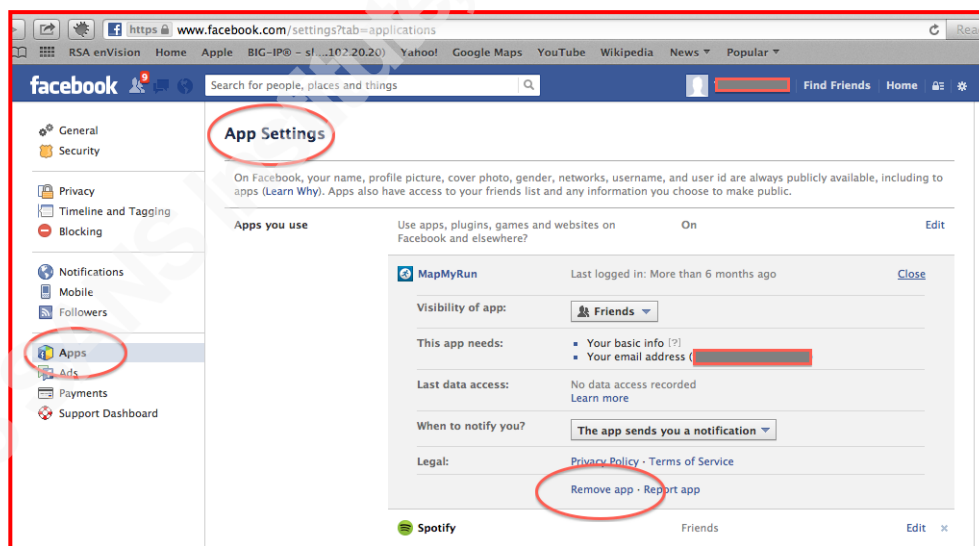 https www.facebook.com/settings?tab=applications
RSA enVision Home Apple BIG-IP® – sl....102.20.20) Yahoo! Google Maps YouTube Wikipedia News Popular
facebook 9 Search for people, places and things Find Friends Home
General
Security
Privacy
Timeline and Tagging
Blocking
Notifications
Mobile
Followers
Apps
Ads
Payments
Support Dashboard
App Settings
On Facebook, your name, profile picture, cover photo, gender, networks, username, and user id are always publicly available, including to
apps (Learn Why). Apps also have access to your friends list and any information you choose to make public.
Apps you use Use apps, plugins, games and websites on On Edit
Facebook and elsewhere?
MapMyRun Last logged in: More than 6 months ago Close
Visibility of app: Friends
This app needs: Your basic info [?]
Your email address (
Last data access: No data access recorded
Learn more
When to notify you? The app sends you a notification
Legal: Privacy Policy · Terms of Service
Remove app · Report app
Spotify Friends Edit ×